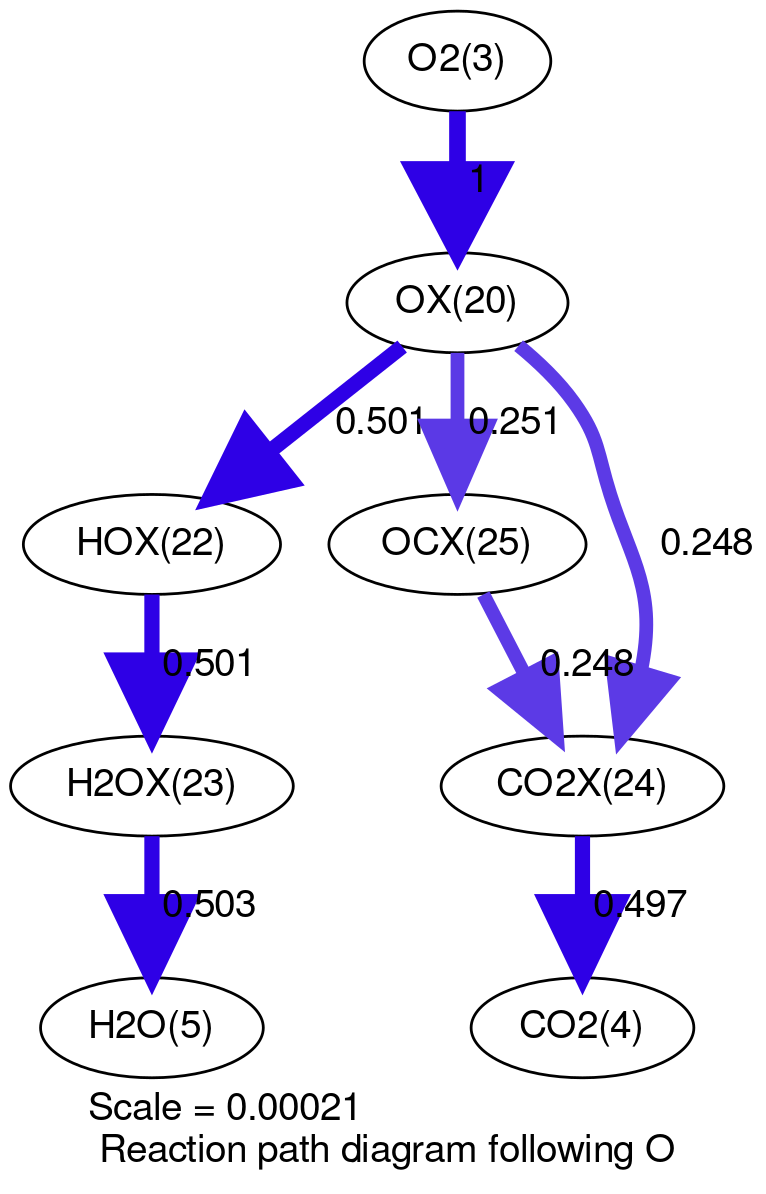 O2(3)
1
OX(20)
0.501
0.251
HOX(22)
OCX(25)
0.248
0.501
0.248
H2OX(23)
CO2X(24)
0.503
0.497
H2O(5)
CO2(4)
Scale = 0.00021
Reaction path diagram following O